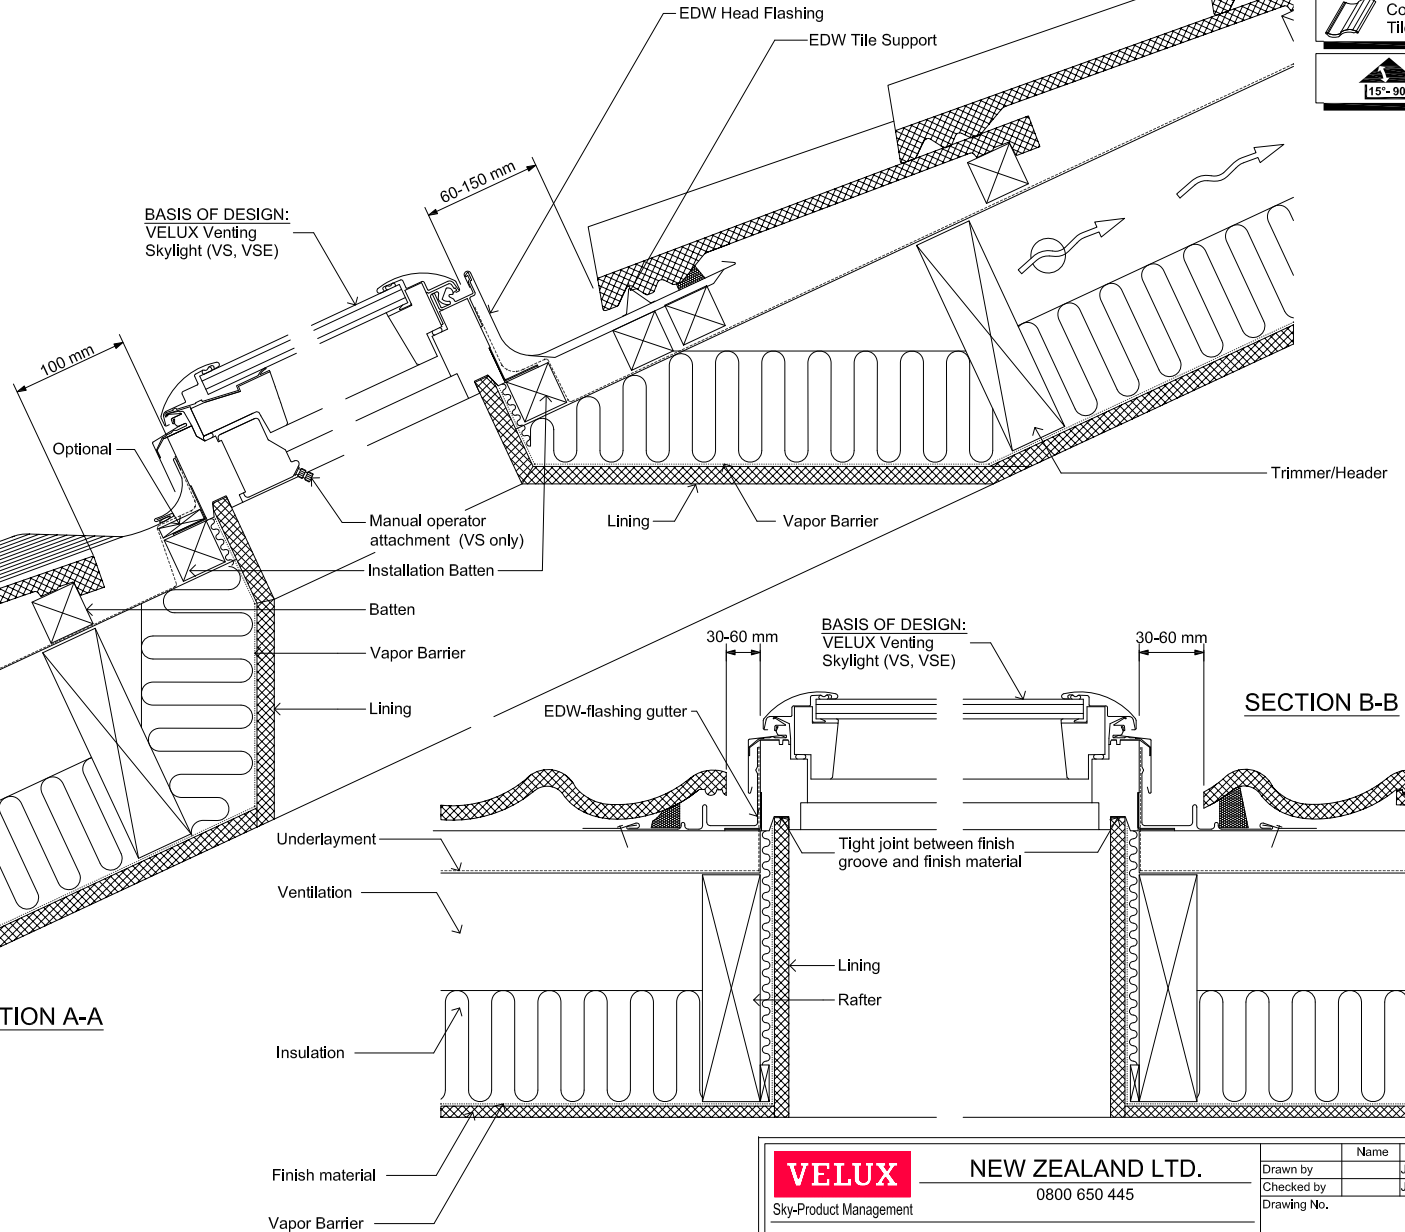 EDW Head Flashing
EDW Tile Support
15°- 90
60-150 mm
BASIS OF DESIGN:
VELUX Venting
Skylight (VS, VSE)
100 mm
Optional
Trimmer/Header
Lining
Vapor Barrier
Manual operator
attachment (VS only)
Installation Batten
Batten
Vapor Barrier
Lining
30-60 mm
BASIS OF DESIGN:
VELUX Venting
Skylight (VS, VSE)
30-60 mm
SECTION B-B
EDW-flashing gutter
Underlayment
Tight joint between finish
groove and finish material
Ventilation
Lining
Rafter
TION A-A
Insulation
Finish material
Vapor Barrier
VELUX
Sky-Product Management
NEW ZEALAND LTD.
0800 650 445
Name
Drawn by
Checked by
Drawing No.